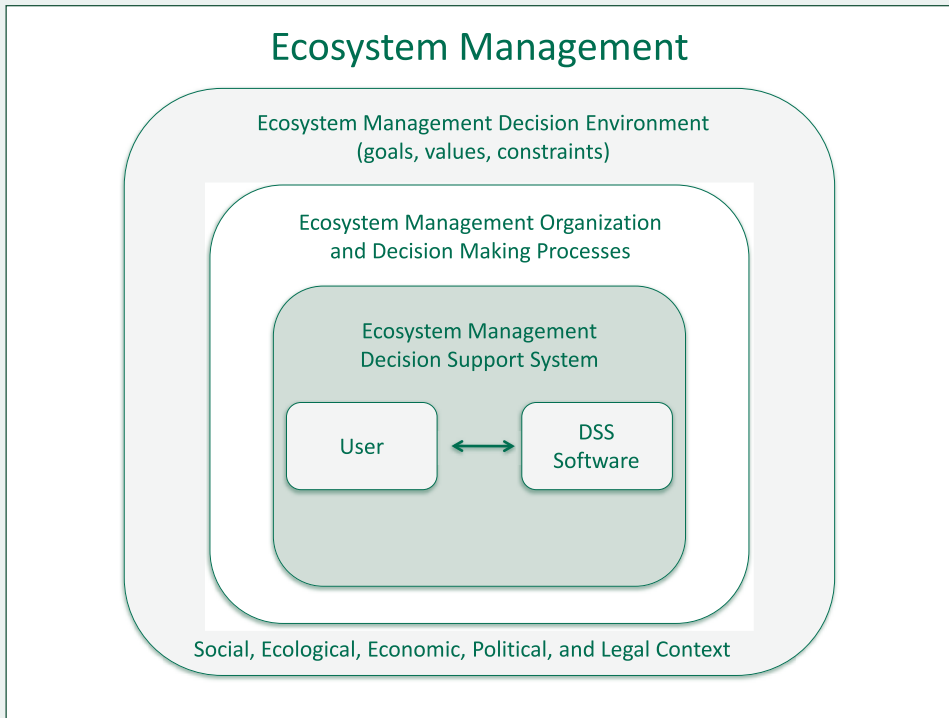 Ecosystem Management
Ecosystem Management Decision Environment
(goals, values, constraints)
Ecosystem Management Organization
and Decision Making Processes
Ecosystem Management
Decision Support System
User
DSS
Software
Social, Ecological, Economic, Political, and Legal Context